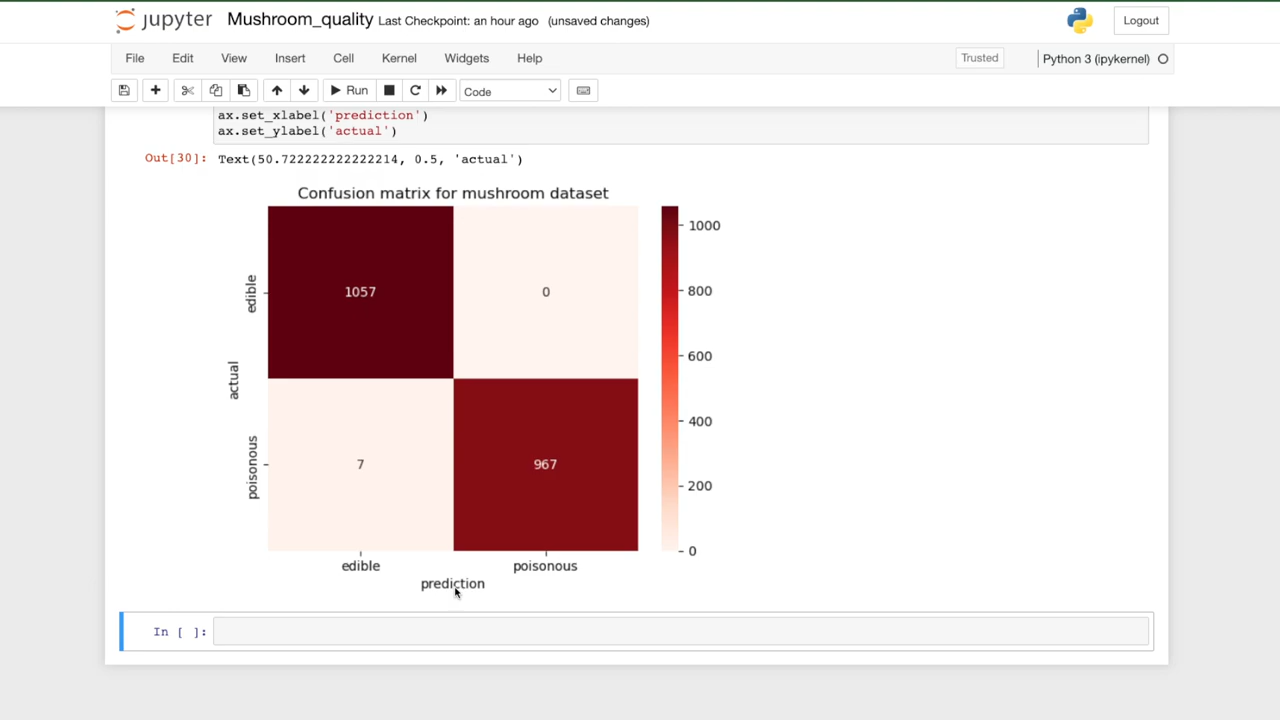 jupyter Mushroom_quality Last Checkpoint: an hour ago (unsaved changes) Logout
File Edit View Insert Cell Kernel Widgets Help Trusted Python 3 (ipykernel)
Run Code
ax.set_xlabel('prediction')
ax.set_ylabel('actual')
Out[30]: Text(50.722222222222214, 0.5, 'actual')
Confusion matrix for mushroom dataset
1000
edible 1057 0 800
600
actual
400
poisonous 7 967
200
0
edible poisonous
prediction
In [ ]: